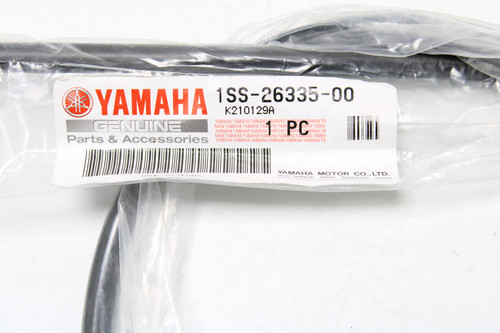 YAMAHA 1SS-26335-00
K210129A
GENUINE
Parts & Accessories
1 PC
YAMAHA MOTOR CO.,LTD.